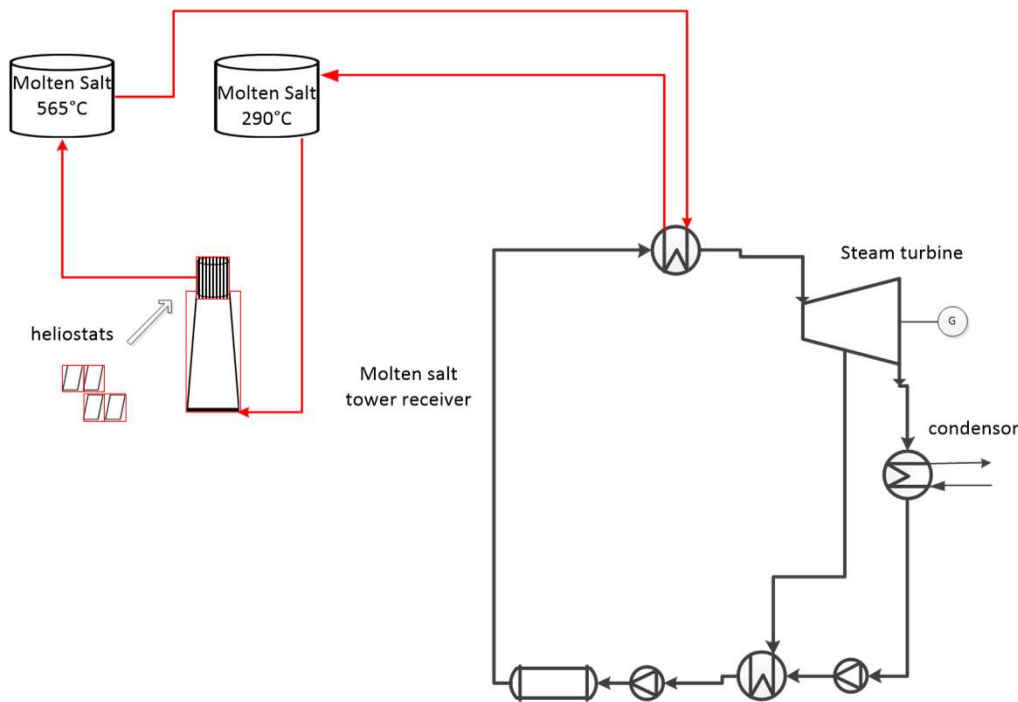 Molten Salt
565°C
Molten Salt
290°C
Steam turbine
G
heliostats
Molten salt
tower receiver
condensor